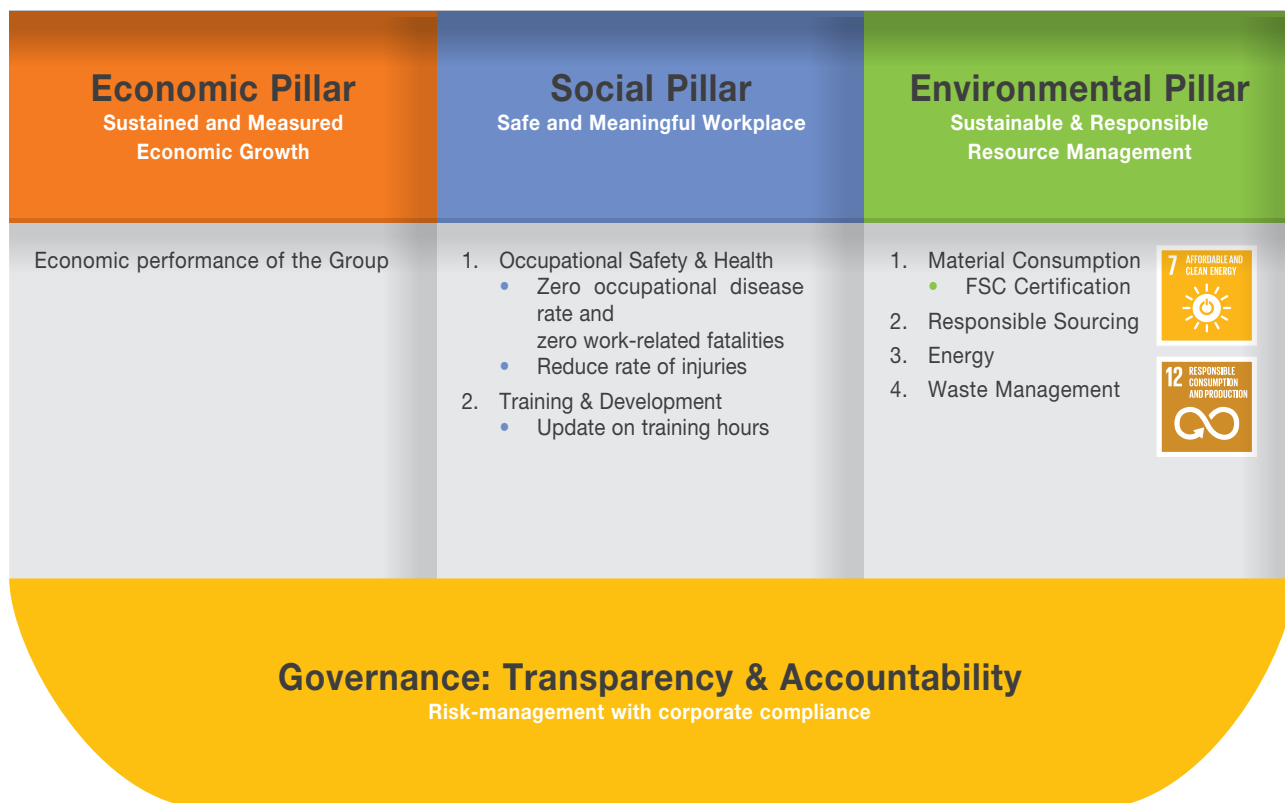 Economic Pillar
Sustained and Measured
Economic Growth
Economic performance of the Group
Social Pillar
Safe and Meaningful Workplace
1. Occupational Safety & Health
• Zero occupational disease
rate and
zero work-related fatalities
• Reduce rate of injuries
2. Training & Development
• Update on training hours
Environmental Pillar
Sustainable & Responsible
Resource Management
1. Material Consumption
• FSC Certification
2. Responsible Sourcing
3. Energy
4. Waste Management
7 AFFORDABLE AND
CLEAN ENERGY
12 RESPONSIBLE
CONSUMPTION
AND PRODUCTION
Governance: Transparency & Accountability
Risk-management with corporate compliance